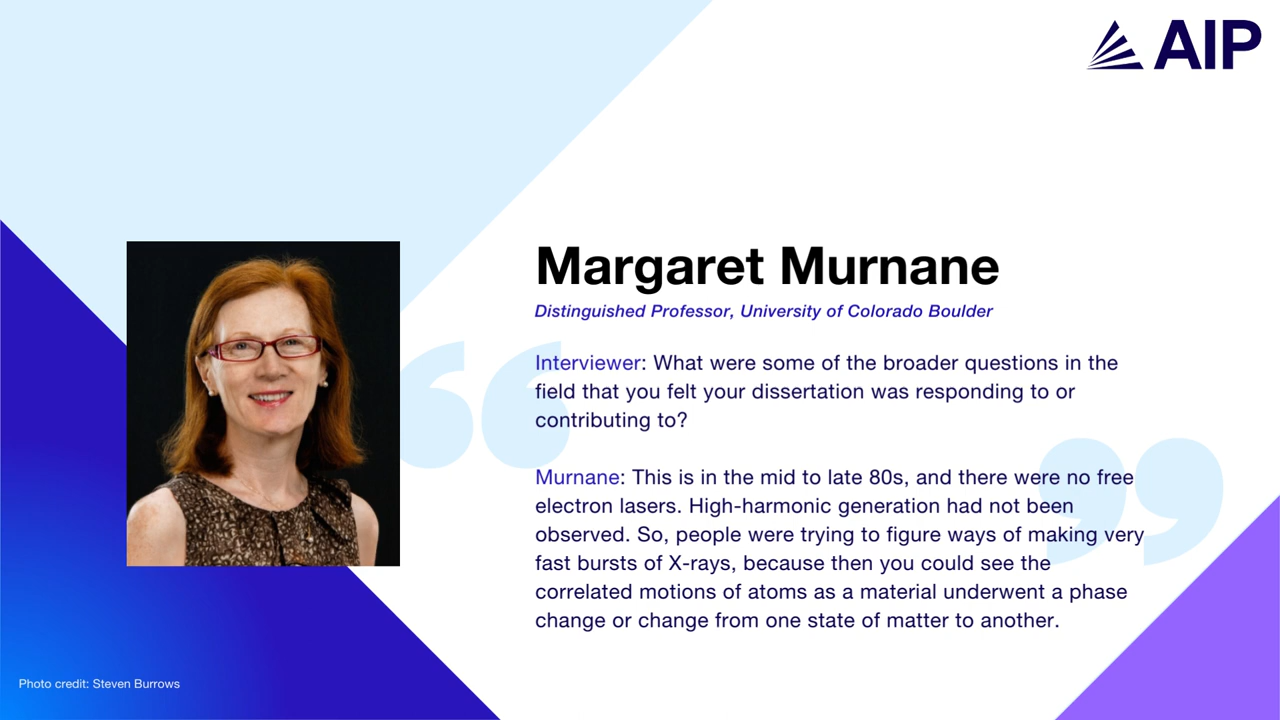 AIP
Margaret Murnane
Distinguished Professor, University of Colorado Boulder
Interviewer: What were some of the broader questions in the
field that you felt your dissertation was responding to or
contributing to?
Murnane: This is in the mid to late 80s, and there were no free
electron lasers. High-harmonic generation had not been
observed. So, people were trying to figure ways of making very
fast bursts of X-rays, because then you could see the
correlated motions of atoms as a material underwent a phase
change or change from one state of matter to another.
Photo credit: Steven Burrows